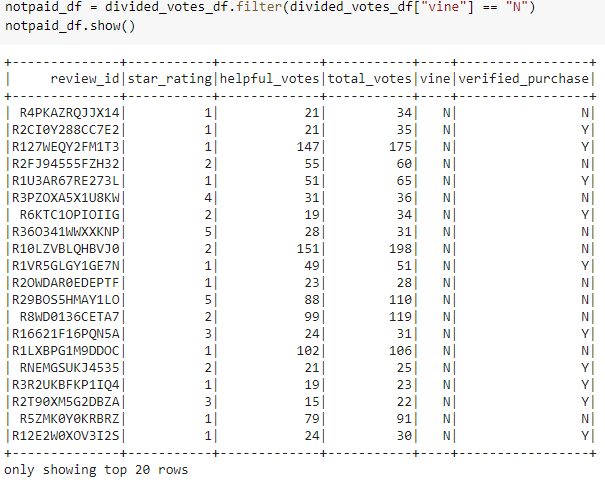 notpaid_df = divided_votes_df.filter(divided_votes_df["vine"] == "N")
notpaid_df.show()
+--------------+-----------+-------------+-----------+----+-----------------+
|     review_id|star_rating|helpful_votes|total_votes|vine|verified_purchase|
+--------------+-----------+-------------+-----------+----+-----------------+
| R4PKAZRQJJX14|          1|           21|         34|   N|                N|
|R2CI0Y288CC7E2|          1|           21|         35|   N|                Y|
|R127WEQY2FM1T3|          1|          147|        175|   N|                Y|
|R2FJ94555FZH32|          2|           55|         60|   N|                N|
|R1U3AR67RE273L|          1|           51|         65|   N|                Y|
|R3PZOXA5X1U8KW|          4|           31|         36|   N|                N|
| R6KTC1OPIOIIG|          2|           19|         34|   N|                Y|
|R36O341WWXXKNP|          5|           28|         31|   N|                N|
|R10LZVBLQHBVJ0|          2|          151|        198|   N|                N|
|R1VR5GLGY1GE7N|          1|           49|         51|   N|                Y|
|R2OWDAR0EDEPTF|          1|           23|         28|   N|                N|
|R29BOS5HMAY1LO|          5|           88|        110|   N|                N|
| R8WD0136CETA7|          2|           99|        119|   N|                N|
|R16621F16PQN5A|          3|           24|         31|   N|                Y|
|R1LXBPG1M9DDOC|          1|          102|        106|   N|                N|
| RNEMGSUKJ4535|          2|           21|         25|   N|                Y|
|R3R2UKBFKP1IQ4|          1|           19|         23|   N|                Y|
|R2T90XM5G2DBZA|          3|           15|         22|   N|                Y|
| R5ZMK0Y0KRBRZ|          1|           79|         91|   N|                N|
|R12E2W0XOV3I2S|          1|           24|         30|   N|                Y|
+--------------+-----------+-------------+-----------+----+-----------------+
only showing top 20 rows